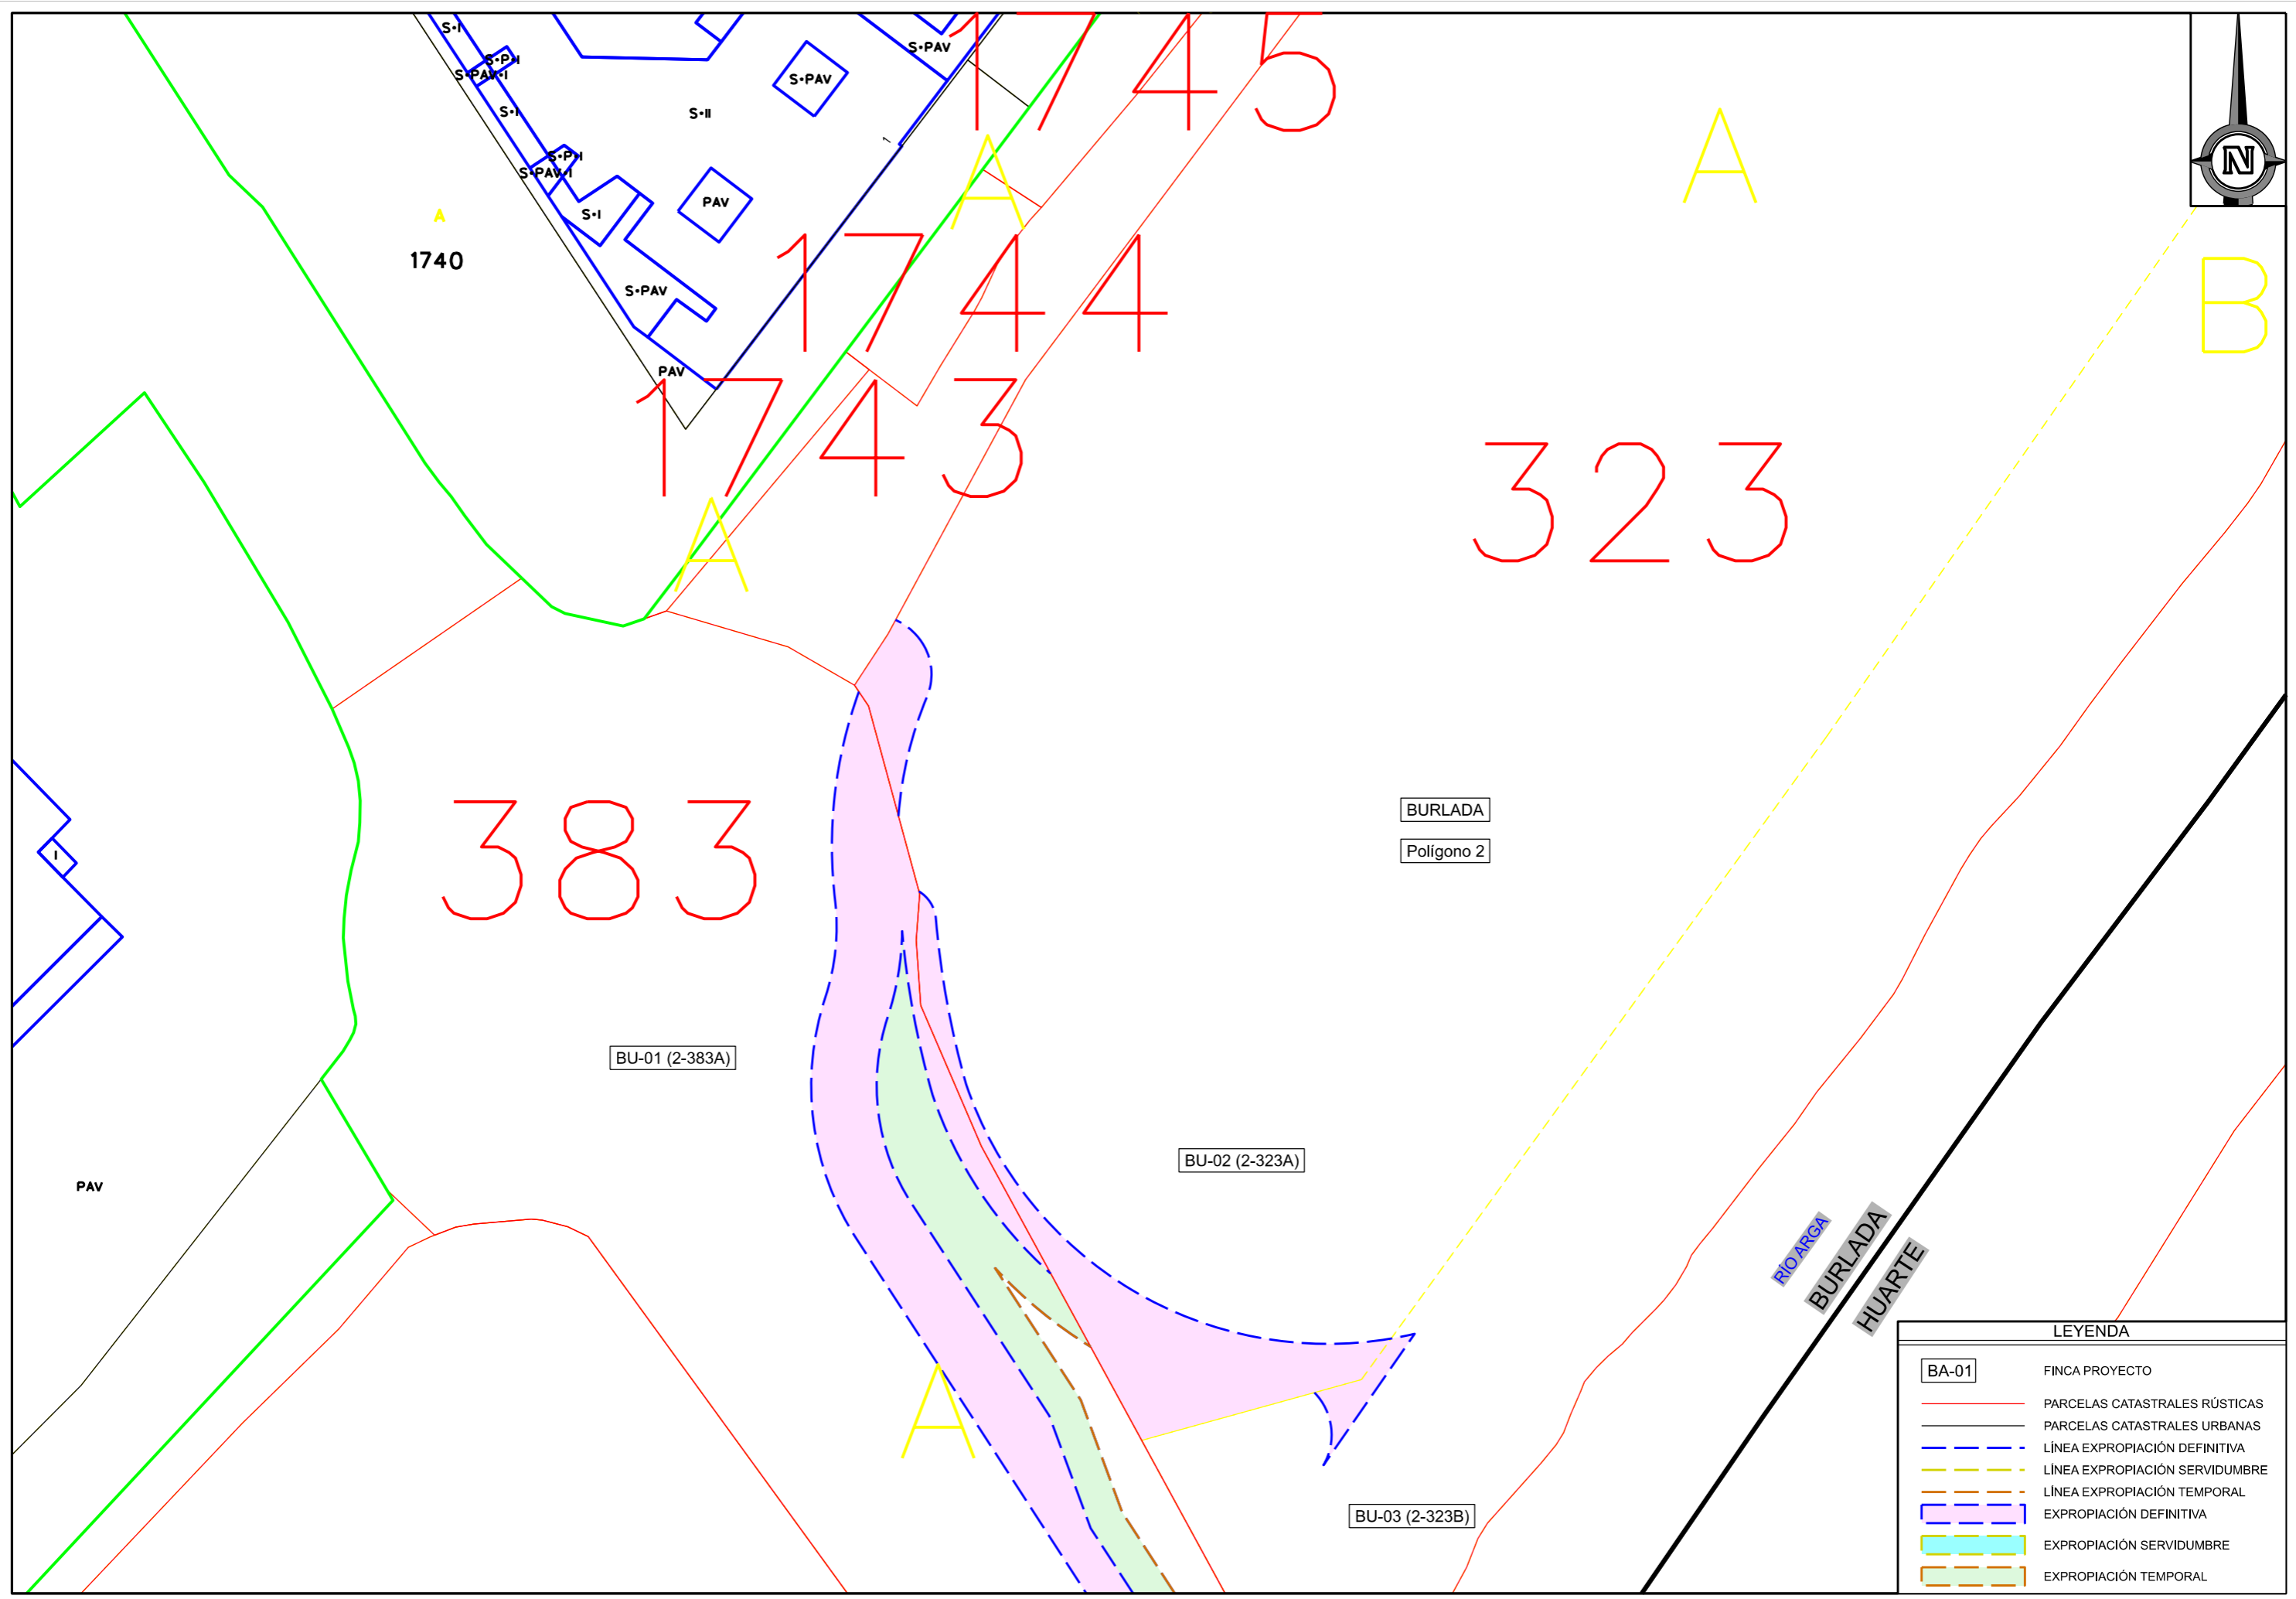 S•I
S•P•I
S•PAV•I
S•I
S•P•I
S•PAV•I
S•I
S•II
S•PAV
S•PAV
PAV
S•PAV
PAV
1
1745
A
A
N
A
1740
1744
B
1743
A
323
383
I
BURLADA
Polígono 2
BU-01 (2-383A)
BU-02 (2-323A)
PAV
RÍO ARGA
BURLADA
HUARTE
A
BU-03 (2-323B)
LEYENDA
BA-01 FINCA PROYECTO
PARCELAS CATASTRALES RÚSTICAS
PARCELAS CATASTRALES URBANAS
LÍNEA EXPROPIACIÓN DEFINITIVA
LÍNEA EXPROPIACIÓN SERVIDUMBRE
LÍNEA EXPROPIACIÓN TEMPORAL
EXPROPIACIÓN DEFINITIVA
EXPROPIACIÓN SERVIDUMBRE
EXPROPIACIÓN TEMPORAL